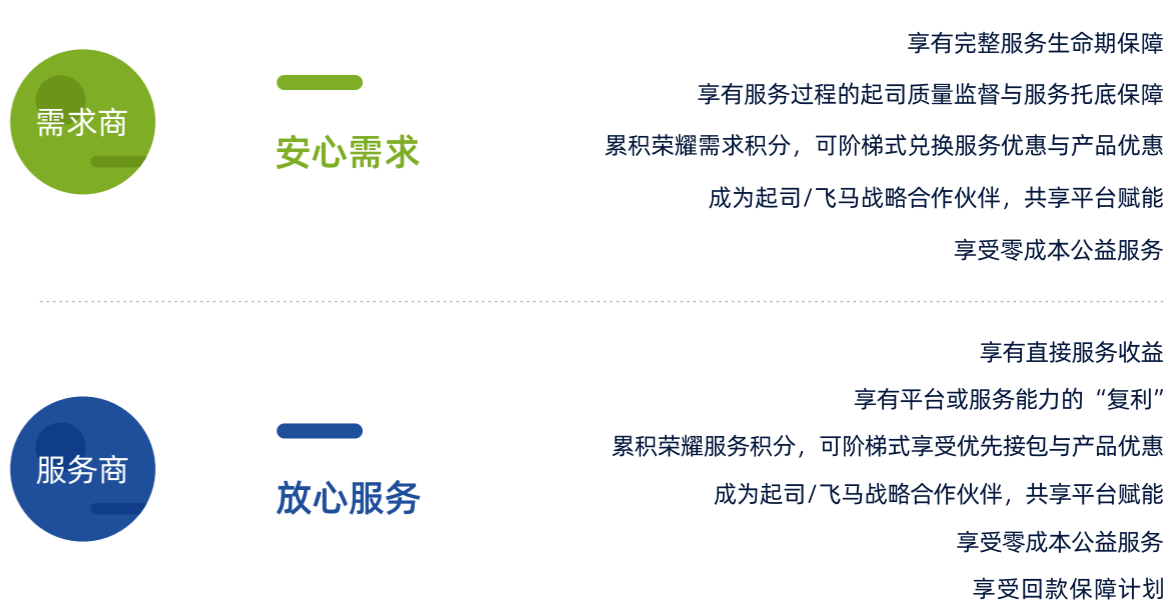 需求商
安心需求
享有完整服务生命期保障
享有服务过程的起司质量监督与服务托底保障
累积荣耀需求积分，可阶梯式兑换服务优惠与产品优惠
成为起司/飞马战略合作伙伴，共享平台赋能
享受零成本公益服务
服务商
放心服务
享有直接服务收益
享有平台或服务能力的“复利”
累积荣耀服务积分，可阶梯式享受优先接包与产品优惠
成为起司/飞马战略合作伙伴，共享平台赋能
享受零成本公益服务
享受回款保障计划